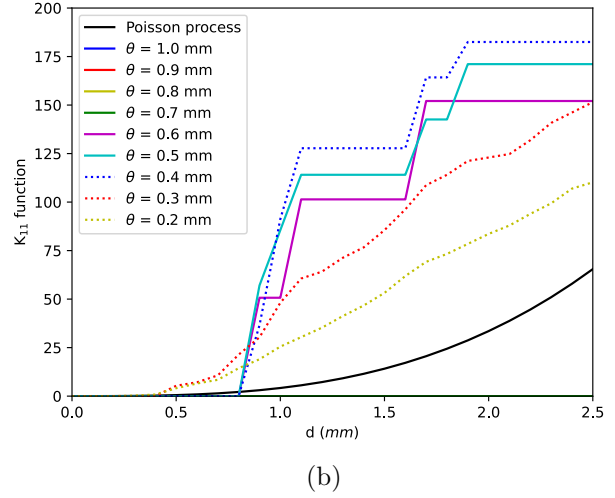 200
175
150
125
100
75
50
25
0
K₁₁ function
Poisson process
θ = 1.0 mm
θ = 0.9 mm
θ = 0.8 mm
θ = 0.7 mm
θ = 0.6 mm
θ = 0.5 mm
θ = 0.4 mm
θ = 0.3 mm
θ = 0.2 mm
0.0 0.5 1.0 1.5 2.0 2.5
d (mm)
(b)